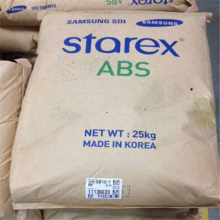 SAMSUNG SDI SAMSUNG
starex
ABS
NET WT : 25kg
MADE IN KOREA